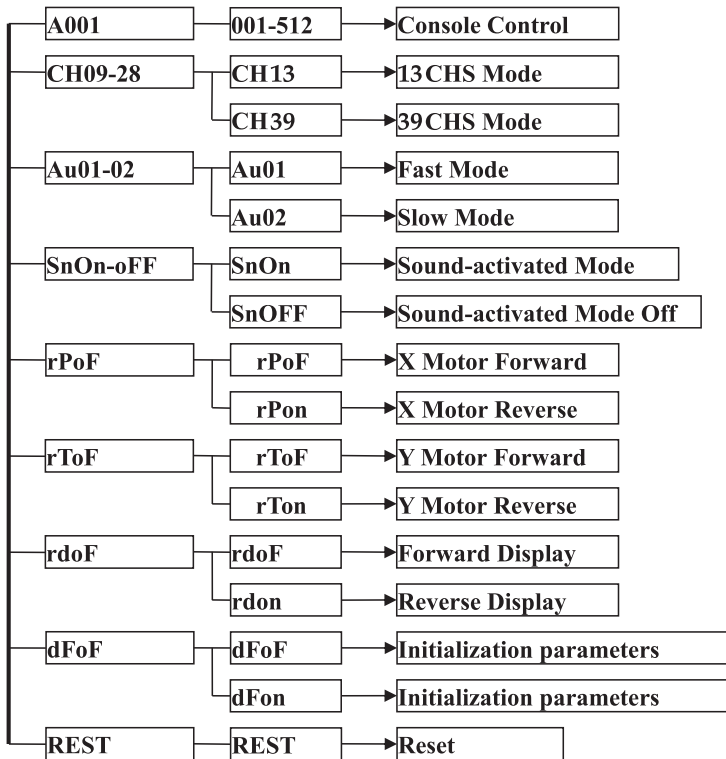 A001 001-512 Console Control
CH09-28 CH13 13CHS Mode
CH39 39CHS Mode
Au01-02 Au01 Fast Mode
Au02 Slow Mode
SnOn-oFF SnOn Sound-activated Mode
SnOFF Sound-activated Mode Off
rPoF rPoF X Motor Forward
rPon X Motor Reverse
rToF rToF Y Motor Forward
rTon Y Motor Reverse
rdoF rdoF Forward Display
rdon Reverse Display
dFoF dFoF Initialization parameters
dFon Initialization parameters
REST REST Reset